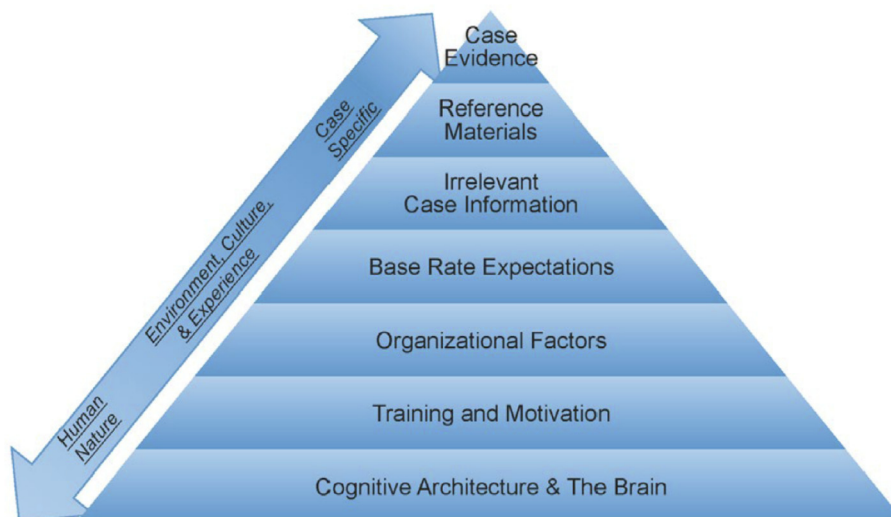 Case
Evidence
Reference
Materials
Irrelevant
Case Information
Base Rate Expectations
Organizational Factors
Training and Motivation
Cognitive Architecture & The Brain
Case
Specific
Environment, Culture,
& Experience
Human
Nature